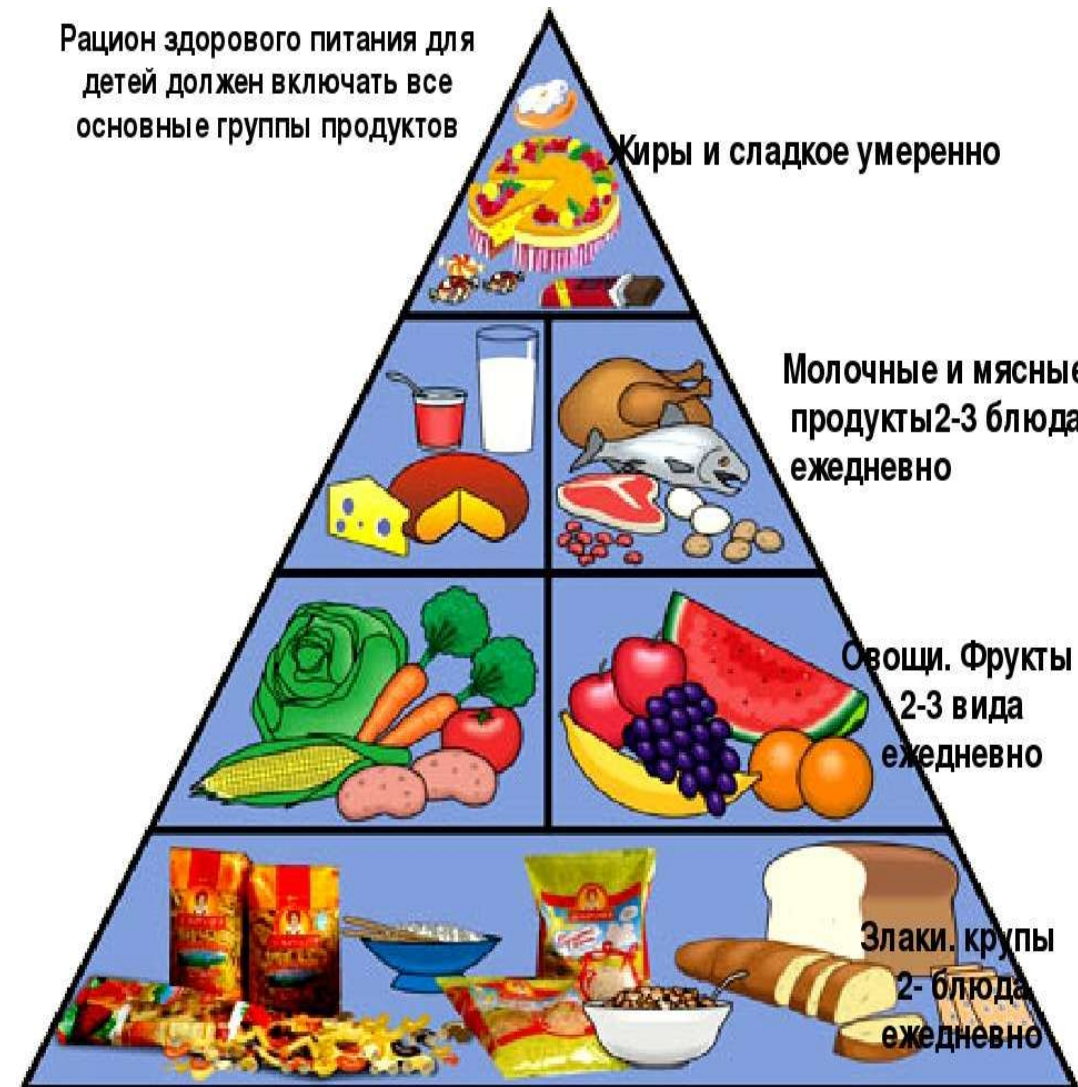 Рацион здорового питания для
детей должен включать все
основные группы продуктов
Жиры и сладкое умеренно
Молочные и мясные
продукты2-3 блюда
ежедневно
Овощи. Фрукты
2-3 вида
ежедневно
Злаки. крупы
2- блюда
ежедневно